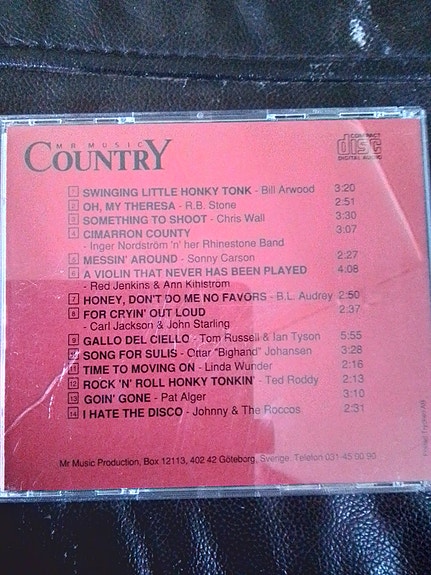 MR MUSIC
COUNTRY
COMPACT
disc
DIGITAL AUDIO
1 SWINGING LITTLE HONKY TONK - Bill Arwood 3:20
2 OH, MY THERESA - R.B. Stone 2:51
3 SOMETHING TO SHOOT - Chris Wall 3:30
4 CIMARRON COUNTY 3,07
- Inger Nordström 'n' her Rhinestone Band
5 MESSIN' AROUND - Sonny Carson 2:27
6 A VIOLIN THAT NEVER HAS BEEN PLAYED 4:08
- Red Jenkins & Ann Kihlström
7 HONEY, DON'T DO ME NO FAVORS - B.L. Audrey 2:50
8 FOR CRYIN' OUT LOUD 2:37
- Carl Jackson & John Starling
9 GALLO DEL CIELO - Tom Russell & Ian Tyson 5:55
10 SONG FOR SULIS - Ottar "Bighand" Johansen 3:28
11 TIME TO MOVING ON - Linda Wunder 2:16
12 ROCK 'N' ROLL HONKY TONKIN' - Ted Roddy 2:13
13 GOIN' GONE - Pat Alger 3:10
14 I HATE THE DISCO - Johnny & The Roccos 2:31
Mr Music Production, Box 12113, 402 42 Göteborg, Sverige. Telefon 031-45 00 90